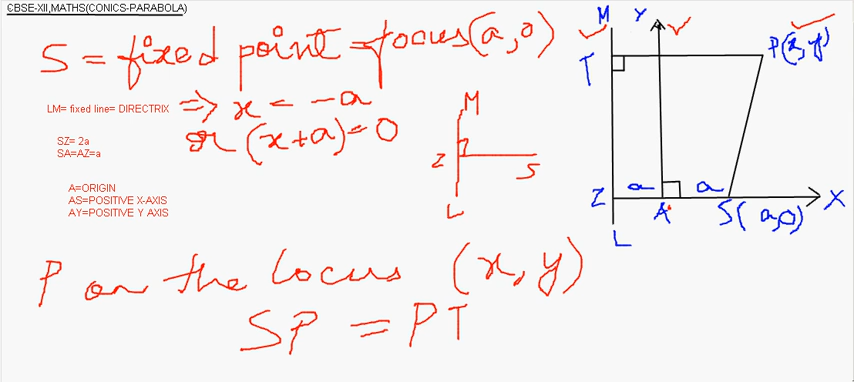 CBSE-XII,MATHS(CONICS-PARABOLA)
S = fixed point = focus(a,0)
LM= fixed line= DIRECTRIX => x = -a
or (x+a)=0
SZ= 2a
SA=AZ=a
A=ORIGIN
AS=POSITIVE X-AXIS
AY=POSITIVE Y AXIS
M
Z S
L
M Y
T P(x,y)
a a
Z A S(a,0) X
L
P on the locus (x,y)
SP = PT